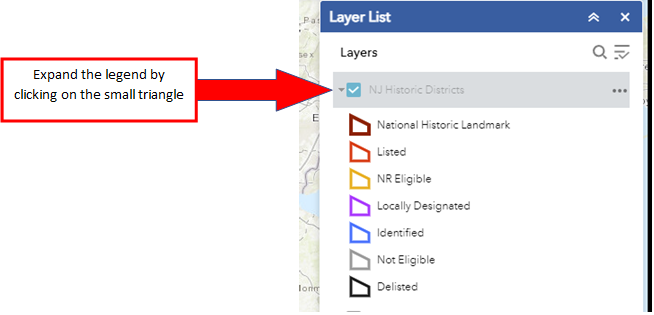 Layer List
Layers
Expand the legend by
clicking on the small triangle
NJ Historic Districts
National Historic Landmark
Listed
NR Eligible
Locally Designated
Identified
Not Eligible
Delisted